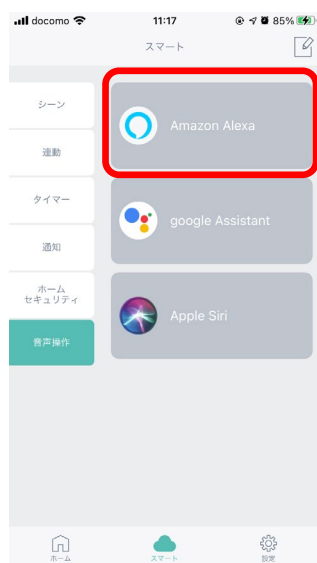 docomo 11:17 85%
スマート
シーン
連動
タイマー
通知
ホーム
セキュリティ
音声操作
Amazon Alexa
google Assistant
Apple Siri
ホーム スマート 設定